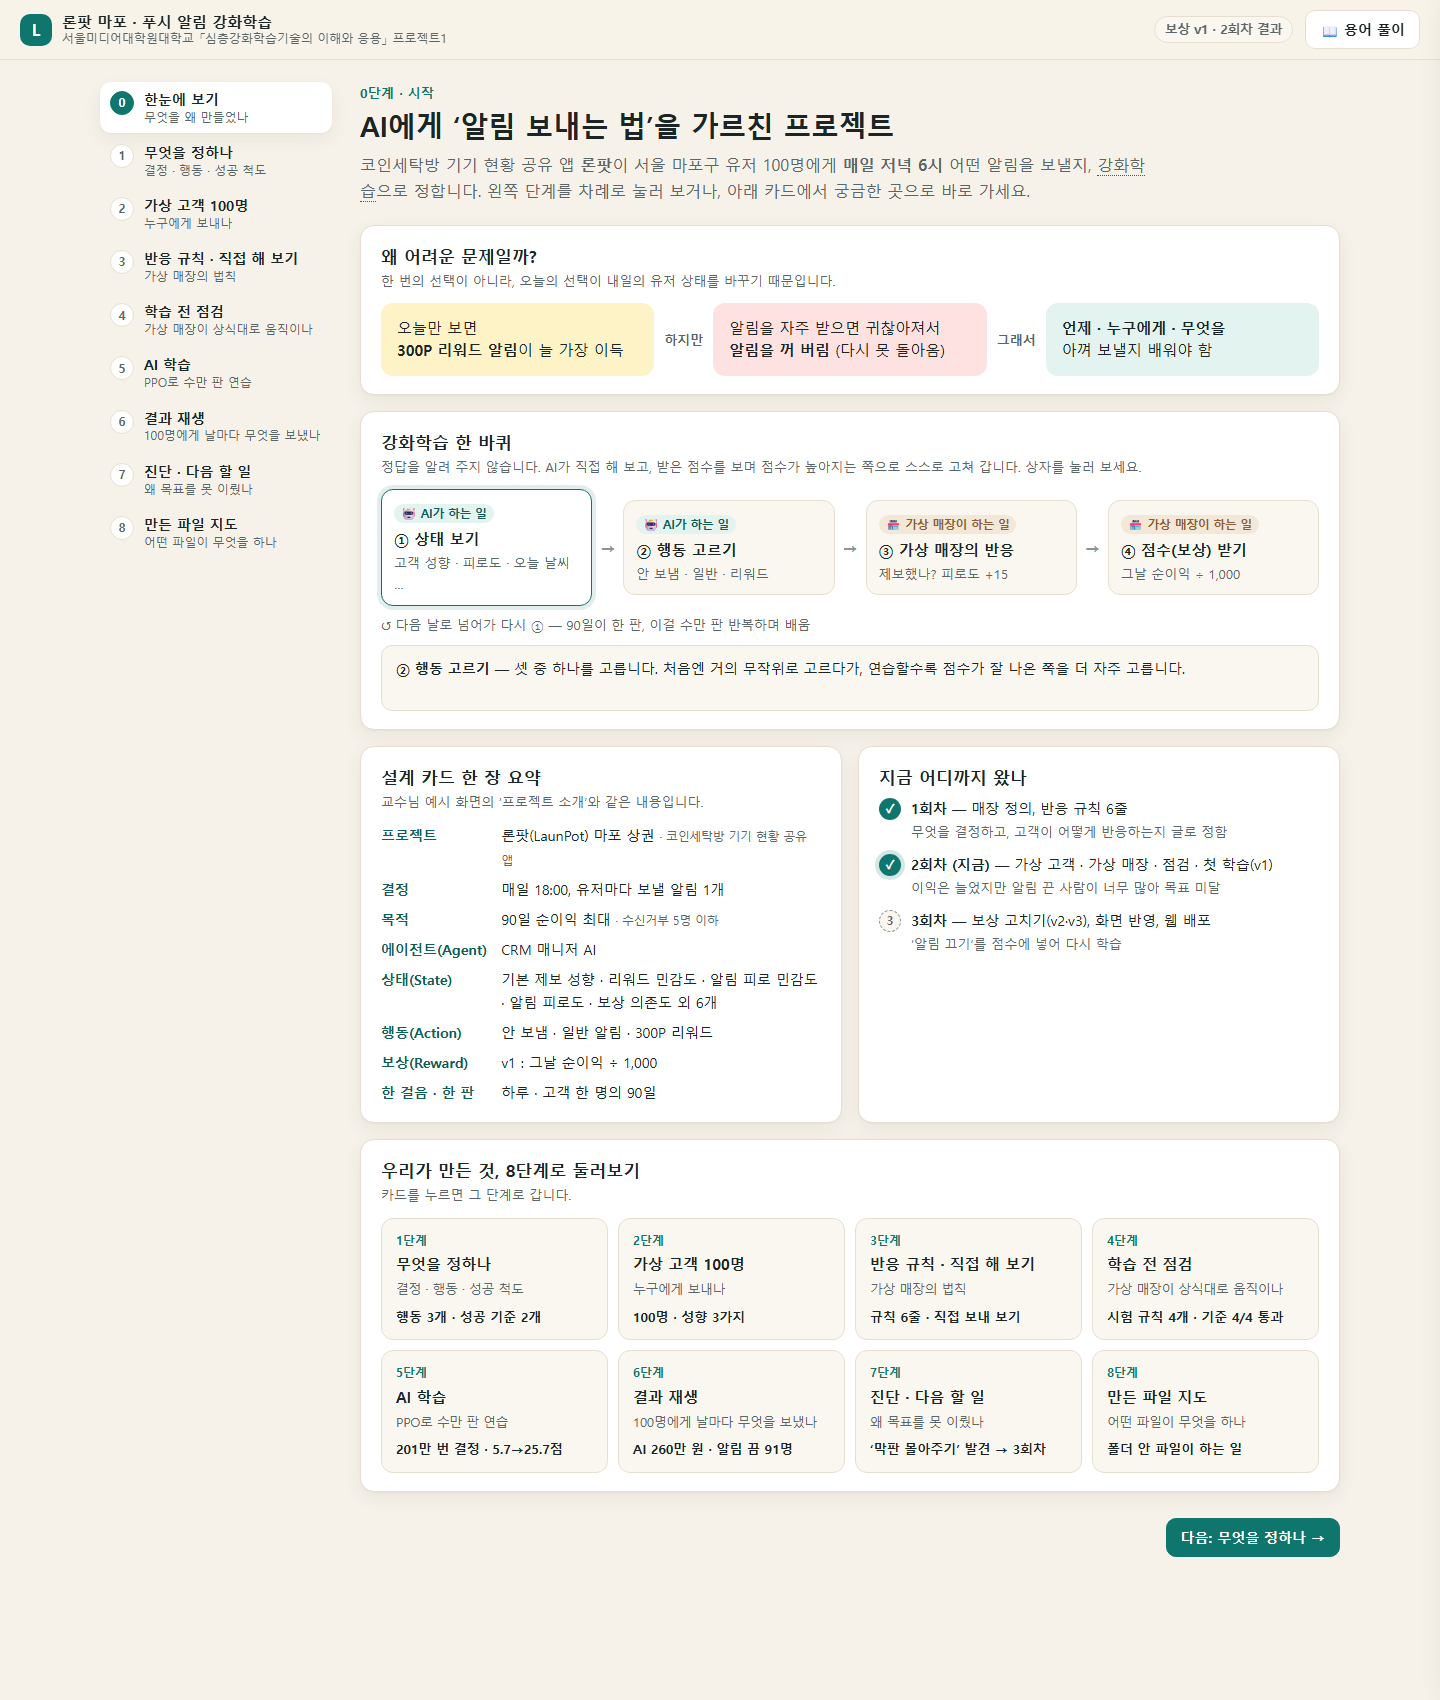 L
론팟 마포 · 푸시 알림 강화학습
서울미디어대학원대학교 「심층강화학습기술의 이해와 응용」 프로젝트1
보상 v1 · 2회차 결과
📖 용어 풀이
0
한눈에 보기
무엇을 왜 만들었나
1
무엇을 정하나
결정 · 행동 · 성공 척도
2
가상 고객 100명
누구에게 보내나
3
반응 규칙 · 직접 해 보기
가상 매장의 법칙
4
학습 전 점검
가상 매장이 상식대로 움직이나
5
AI 학습
PPO로 수만 판 연습
6
결과 재생
100명에게 날마다 무엇을 보냈나
7
진단 · 다음 할 일
왜 목표를 못 이뤘나
8
만든 파일 지도
어떤 파일이 무엇을 하나
0단계 · 시작
AI에게 ‘알림 보내는 법’을 가르친 프로젝트
코인세탁방 기기 현황 공유 앱 론팟이 서울 마포구 유저 100명에게 매일 저녁 6시 어떤 알림을 보낼지, 강화학
습으로 정합니다. 왼쪽 단계를 차례로 눌러 보거나, 아래 카드에서 궁금한 곳으로 바로 가세요.
왜 어려운 문제일까?
한 번의 선택이 아니라, 오늘의 선택이 내일의 유저 상태를 바꾸기 때문입니다.
오늘만 보면
300P 리워드 알림이 늘 가장 이득
하지만
알림을 자주 받으면 귀찮아져서
알림을 꺼 버림 (다시 못 돌아옴)
그래서
언제 · 누구에게 · 무엇을
아껴 보낼지 배워야 함
강화학습 한 바퀴
정답을 알려 주지 않습니다. AI가 직접 해 보고, 받은 점수를 보며 점수가 높아지는 쪽으로 스스로 고쳐 갑니다. 상자를 눌러 보세요.
AI가 하는 일
① 상태 보기
고객 성향 · 피로도 · 오늘 날씨
...
→
AI가 하는 일
② 행동 고르기
안 보냄 · 일반 · 리워드
→
가상 매장이 하는 일
③ 가상 매장의 반응
제보했나? 피로도 +15
→
가상 매장이 하는 일
④ 점수(보상) 받기
그날 순이익 ÷ 1,000
↺ 다음 날로 넘어가 다시 ① — 90일이 한 판, 이걸 수만 판 반복하며 배움
② 행동 고르기 — 셋 중 하나를 고릅니다. 처음엔 거의 무작위로 고르다가, 연습할수록 점수가 잘 나온 쪽을 더 자주 고릅니다.
설계 카드 한 장 요약
교수님 예시 화면의 ‘프로젝트 소개’와 같은 내용입니다.
프로젝트
론팟(LaunPot) 마포 상권 · 코인세탁방 기기 현황 공유
앱
결정
매일 18:00, 유저마다 보낼 알림 1개
목적
90일 순이익 최대 · 수신거부 5명 이하
에이전트(Agent)
CRM 매니저 AI
상태(State)
기본 제보 성향 · 리워드 민감도 · 알림 피로 민감도
· 알림 피로도 · 보상 의존도 외 6개
행동(Action)
안 보냄 · 일반 알림 · 300P 리워드
보상(Reward)
v1 : 그날 순이익 ÷ 1,000
한 걸음 · 한 판
하루 · 고객 한 명의 90일
지금 어디까지 왔나
✓
1회차 — 매장 정의, 반응 규칙 6줄
무엇을 결정하고, 고객이 어떻게 반응하는지 글로 정함
✓
2회차 (지금) — 가상 고객 · 가상 매장 · 점검 · 첫 학습(v1)
이익은 늘었지만 알림 끈 사람이 너무 많아 목표 미달
3
3회차 — 보상 고치기(v2·v3), 화면 반영, 웹 배포
‘알림 끄기’를 점수에 넣어 다시 학습
우리가 만든 것, 8단계로 둘러보기
카드를 누르면 그 단계로 갑니다.
1단계
무엇을 정하나
결정 · 행동 · 성공 척도
행동 3개 · 성공 기준 2개
2단계
가상 고객 100명
누구에게 보내나
100명 · 성향 3가지
3단계
반응 규칙 · 직접 해 보기
가상 매장의 법칙
규칙 6줄 · 직접 보내 보기
4단계
학습 전 점검
가상 매장이 상식대로 움직이나
시험 규칙 4개 · 기준 4/4 통과
5단계
AI 학습
PPO로 수만 판 연습
201만 번 결정 · 5.7→25.7점
6단계
결과 재생
100명에게 날마다 무엇을 보냈나
AI 260만 원 · 알림 끔 91명
7단계
진단 · 다음 할 일
왜 목표를 못 이뤘나
‘막판 몰아주기’ 발견 → 3회차
8단계
만든 파일 지도
어떤 파일이 무엇을 하나
폴더 안 파일이 하는 일
다음: 무엇을 정하나 →